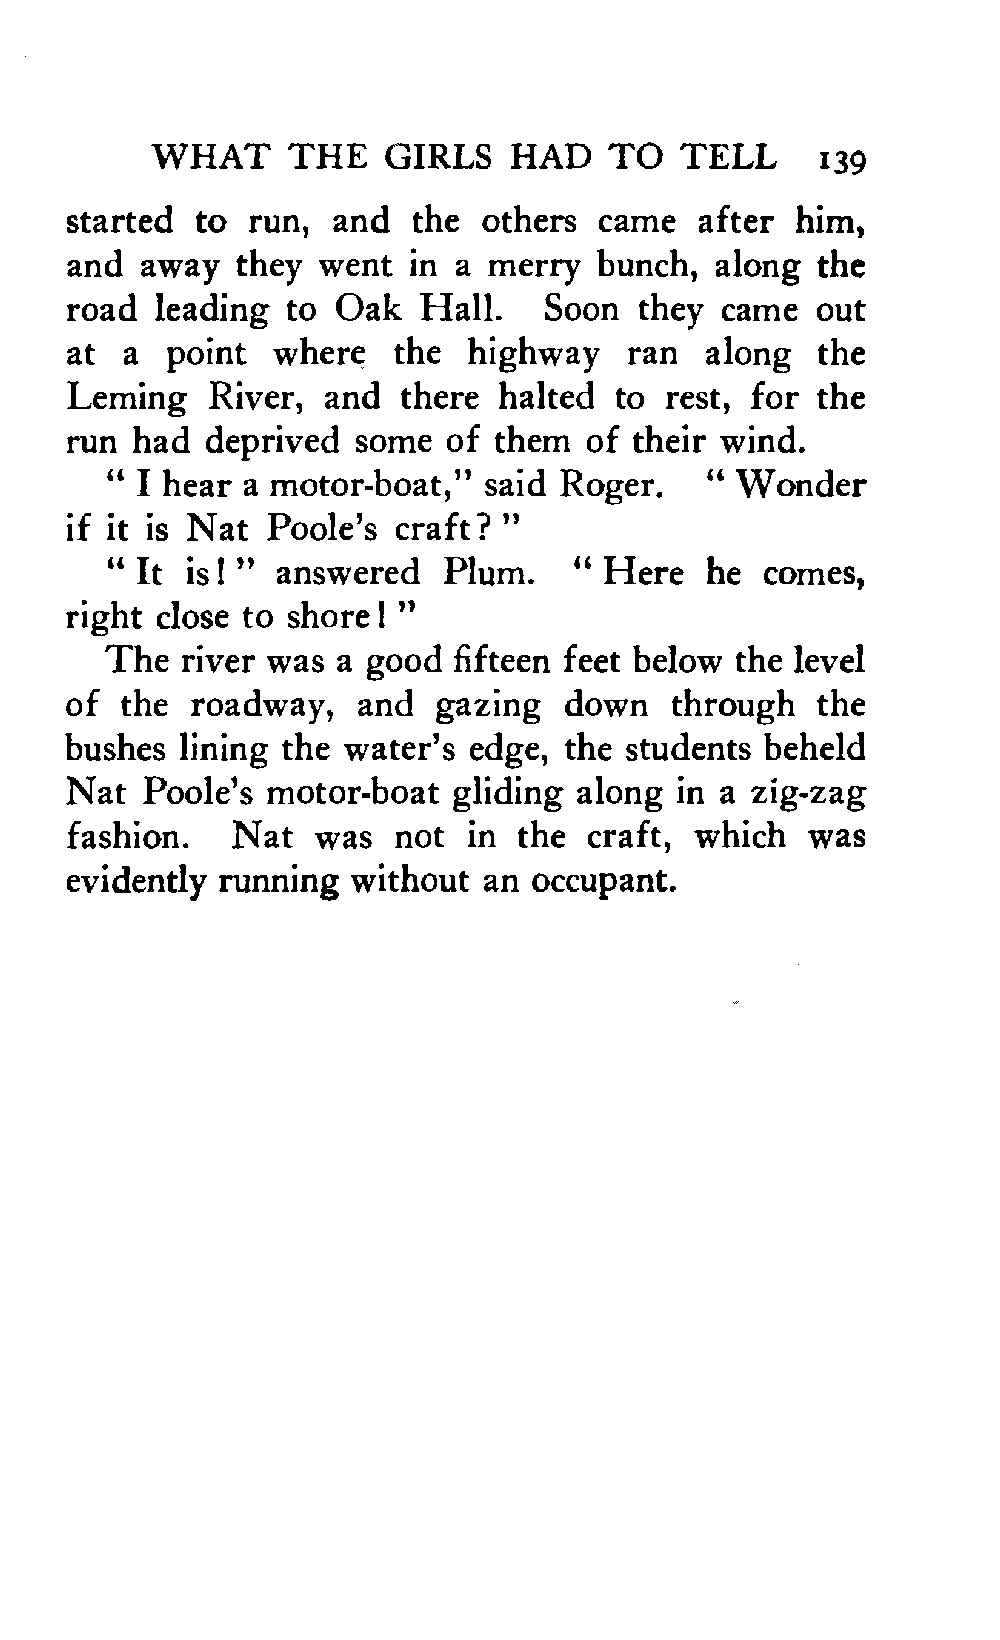 WHAT THE GIRLS HAD TO TELL 139
started to run, and the others came after him,
and away they went in a merry bunch, along the
road leading to Oak Hall. Soon they came out
at a point where the highway ran along the
Leming River, and there halted to rest, for the
run had deprived some of them of their wind.
" I hear a motor-boat," said Roger. " Wonder
if it is Nat Poole's craft? "
" It is! " answered Plum. " Here he comes,
right close to shore! "
The river was a good fifteen feet below the level
of the roadway, and gazing down through the
bushes lining the water's edge, the students beheld
Nat Poole's motor-boat gliding along in a zig-zag
fashion. Nat was not in the craft, which was
evidently running without an occupant.